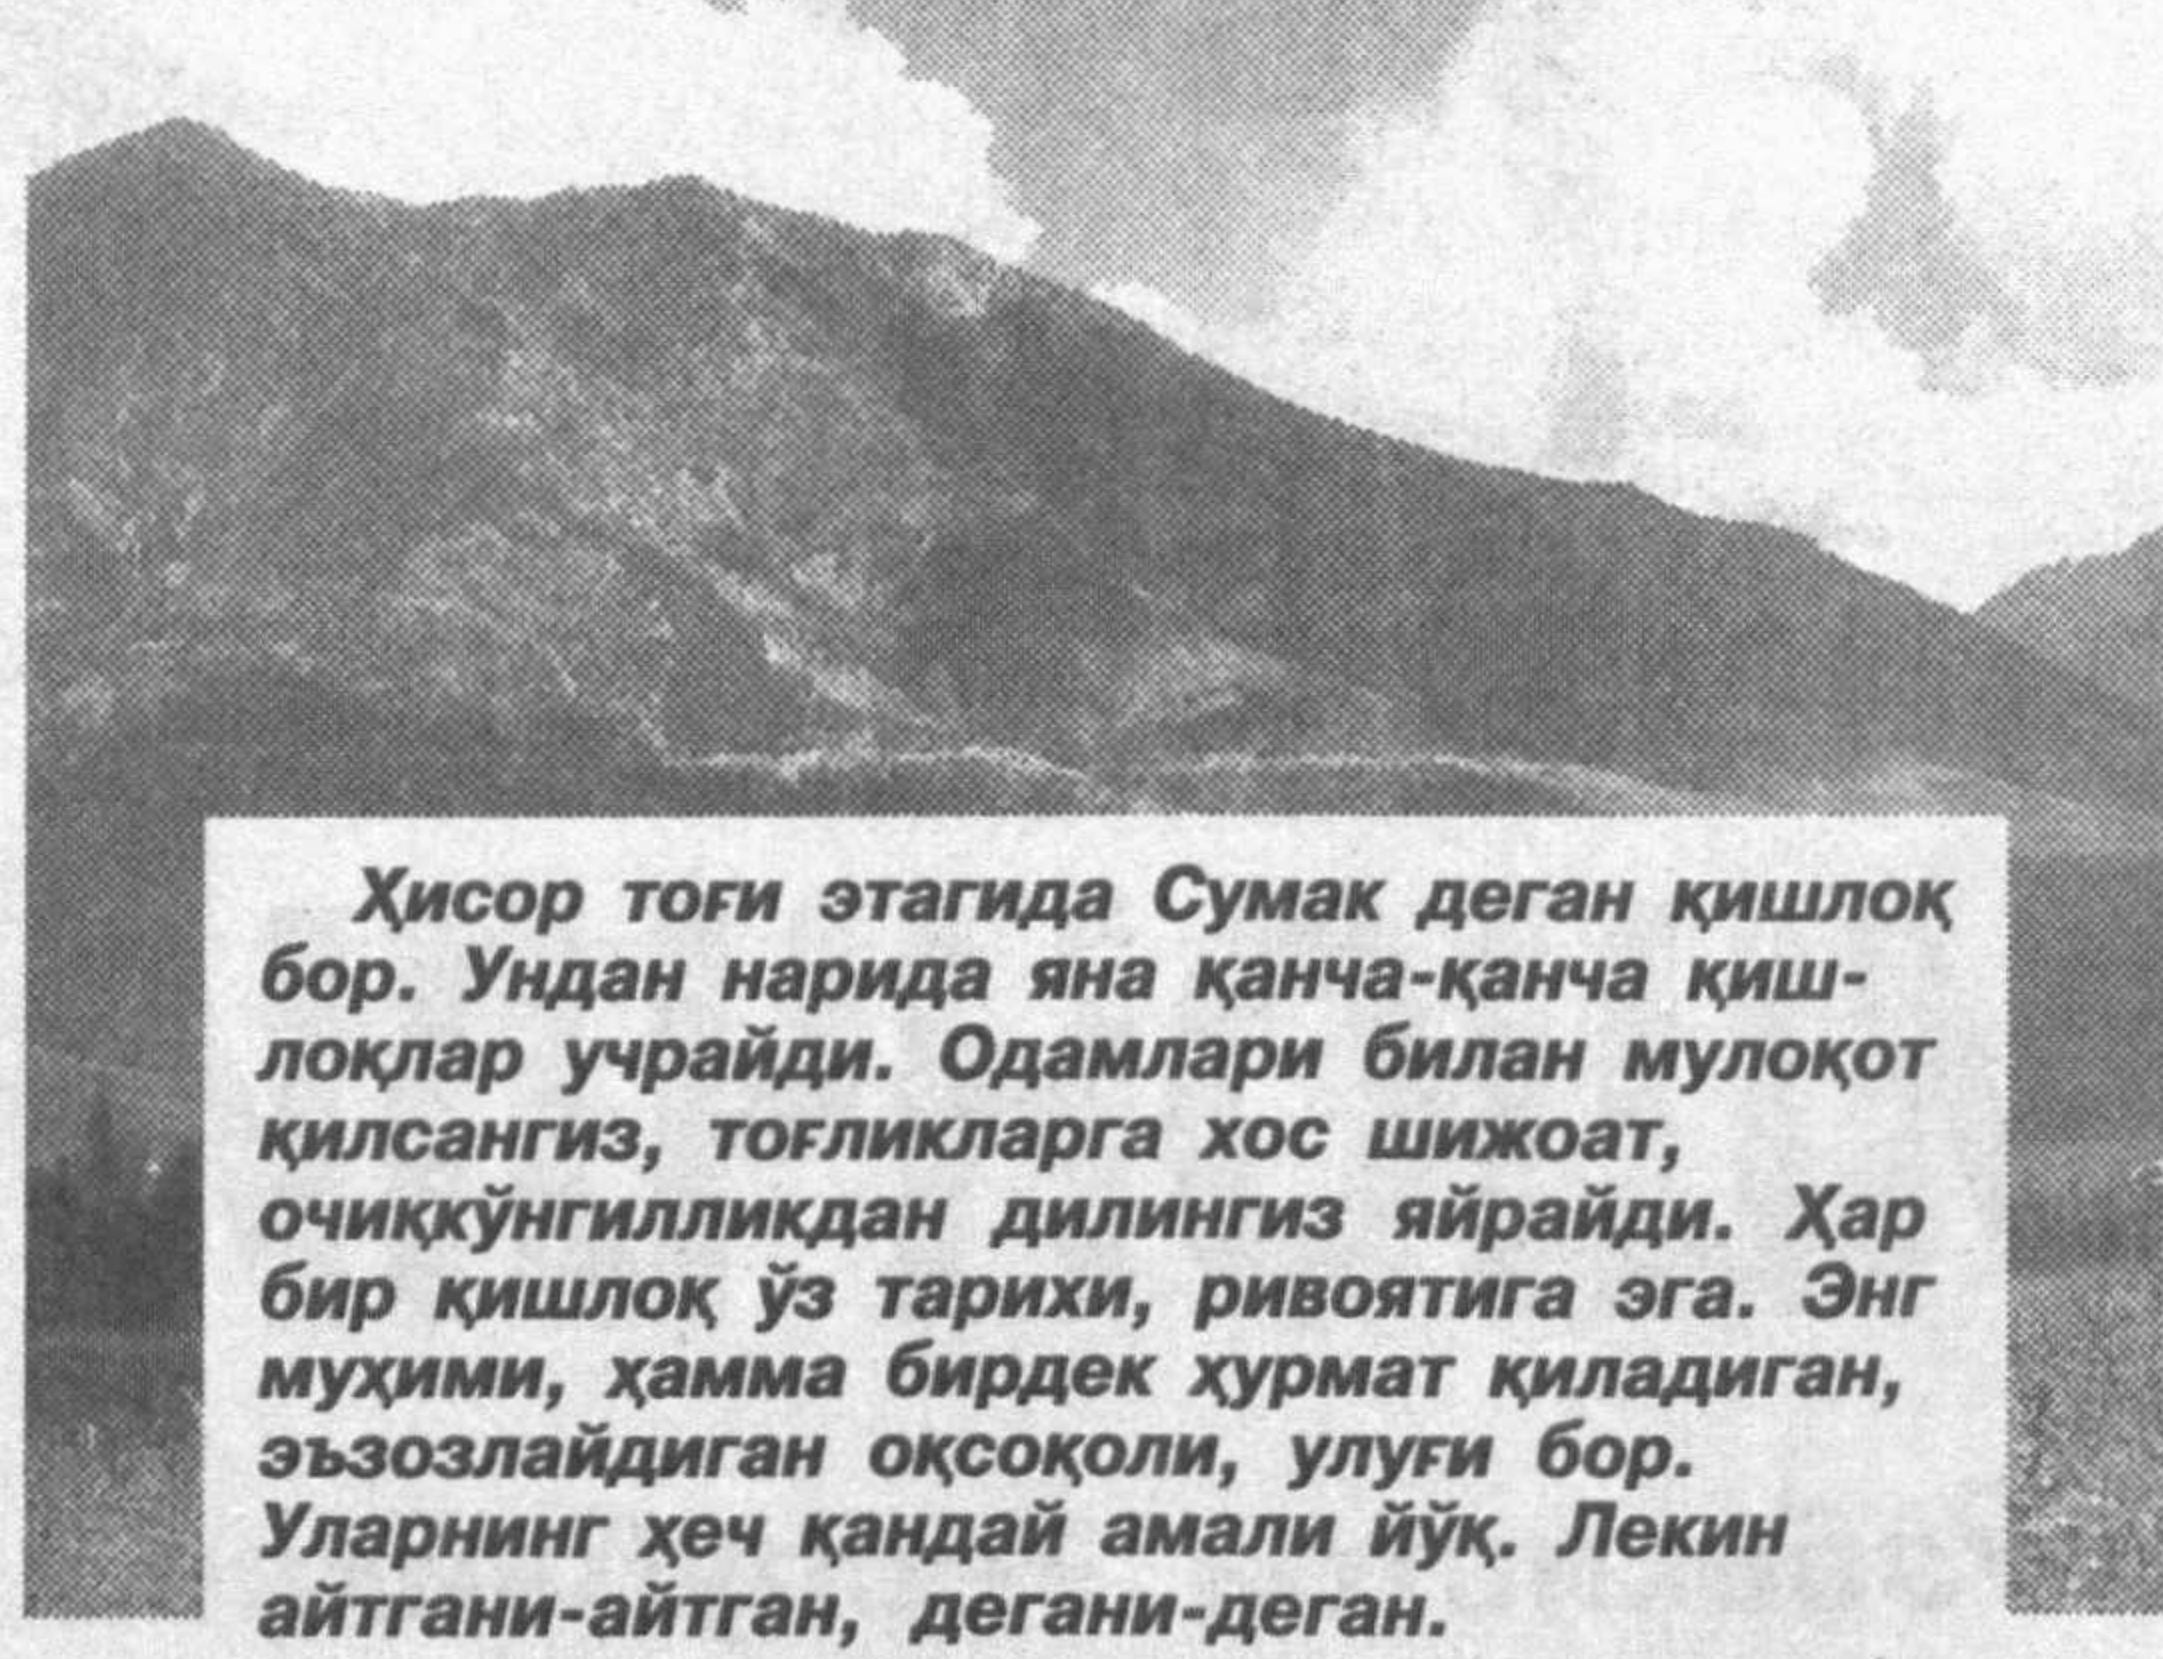 Ҳисор тоғи этагида Сумак деган қишлоқ
бор. Ундан нарида яна қанча-қанча қиш-
лоқлар учрайди. Одамлари билан мулоқот
қилсангиз, тоғликларга хос шижоат,
очиққўнгилликдан дилингиз яйрайди. Ҳар
бир қишлоқ ўз тарихи, ривоятига эга. Энг
муҳими, ҳамма бирдек ҳурмат қиладиган,
эъзозлайдиган оқсоқоли, улуғи бор.
Уларнинг ҳеч қандай амали йўқ. Лекин
айтгани-айтган, дегани-деган.